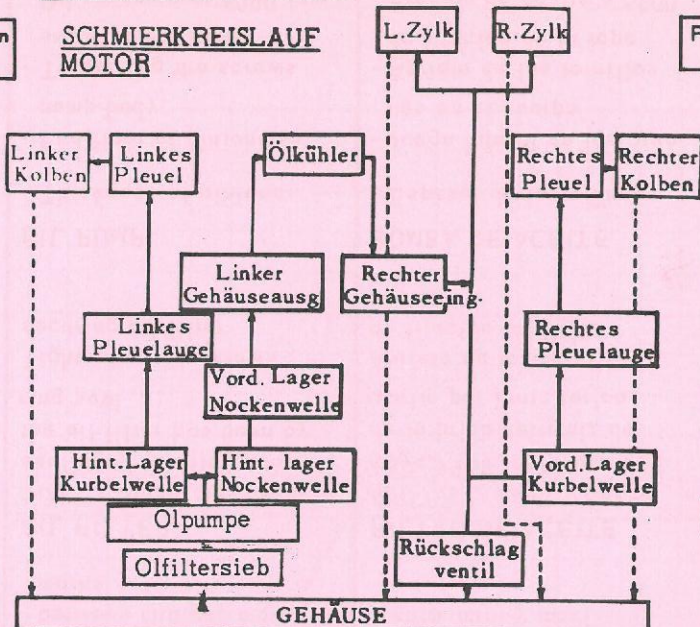 n
SCHMIERKREISLAUF
MOTOR
L.Zylk
R.Zylk
F
Linker
Kolben
Linkes
Pleuel
Ölkühler
Rechtes
Pleuel
Rechter
Kolben
Linker
Gehäuseausg
Rechter
Gehäuseeing.
Linkes
Pleuelauge
Rechtes
Pleuelauge
Vord. Lager
Nockenwelle
Hint.Lager
Kurbelwelle
Hint. lager
Nockenwelle
Vord.Lager
Kurbelwelle
Olpumpe
Olfiltersieb
Rückschlag
ventil
GEHÄUSE